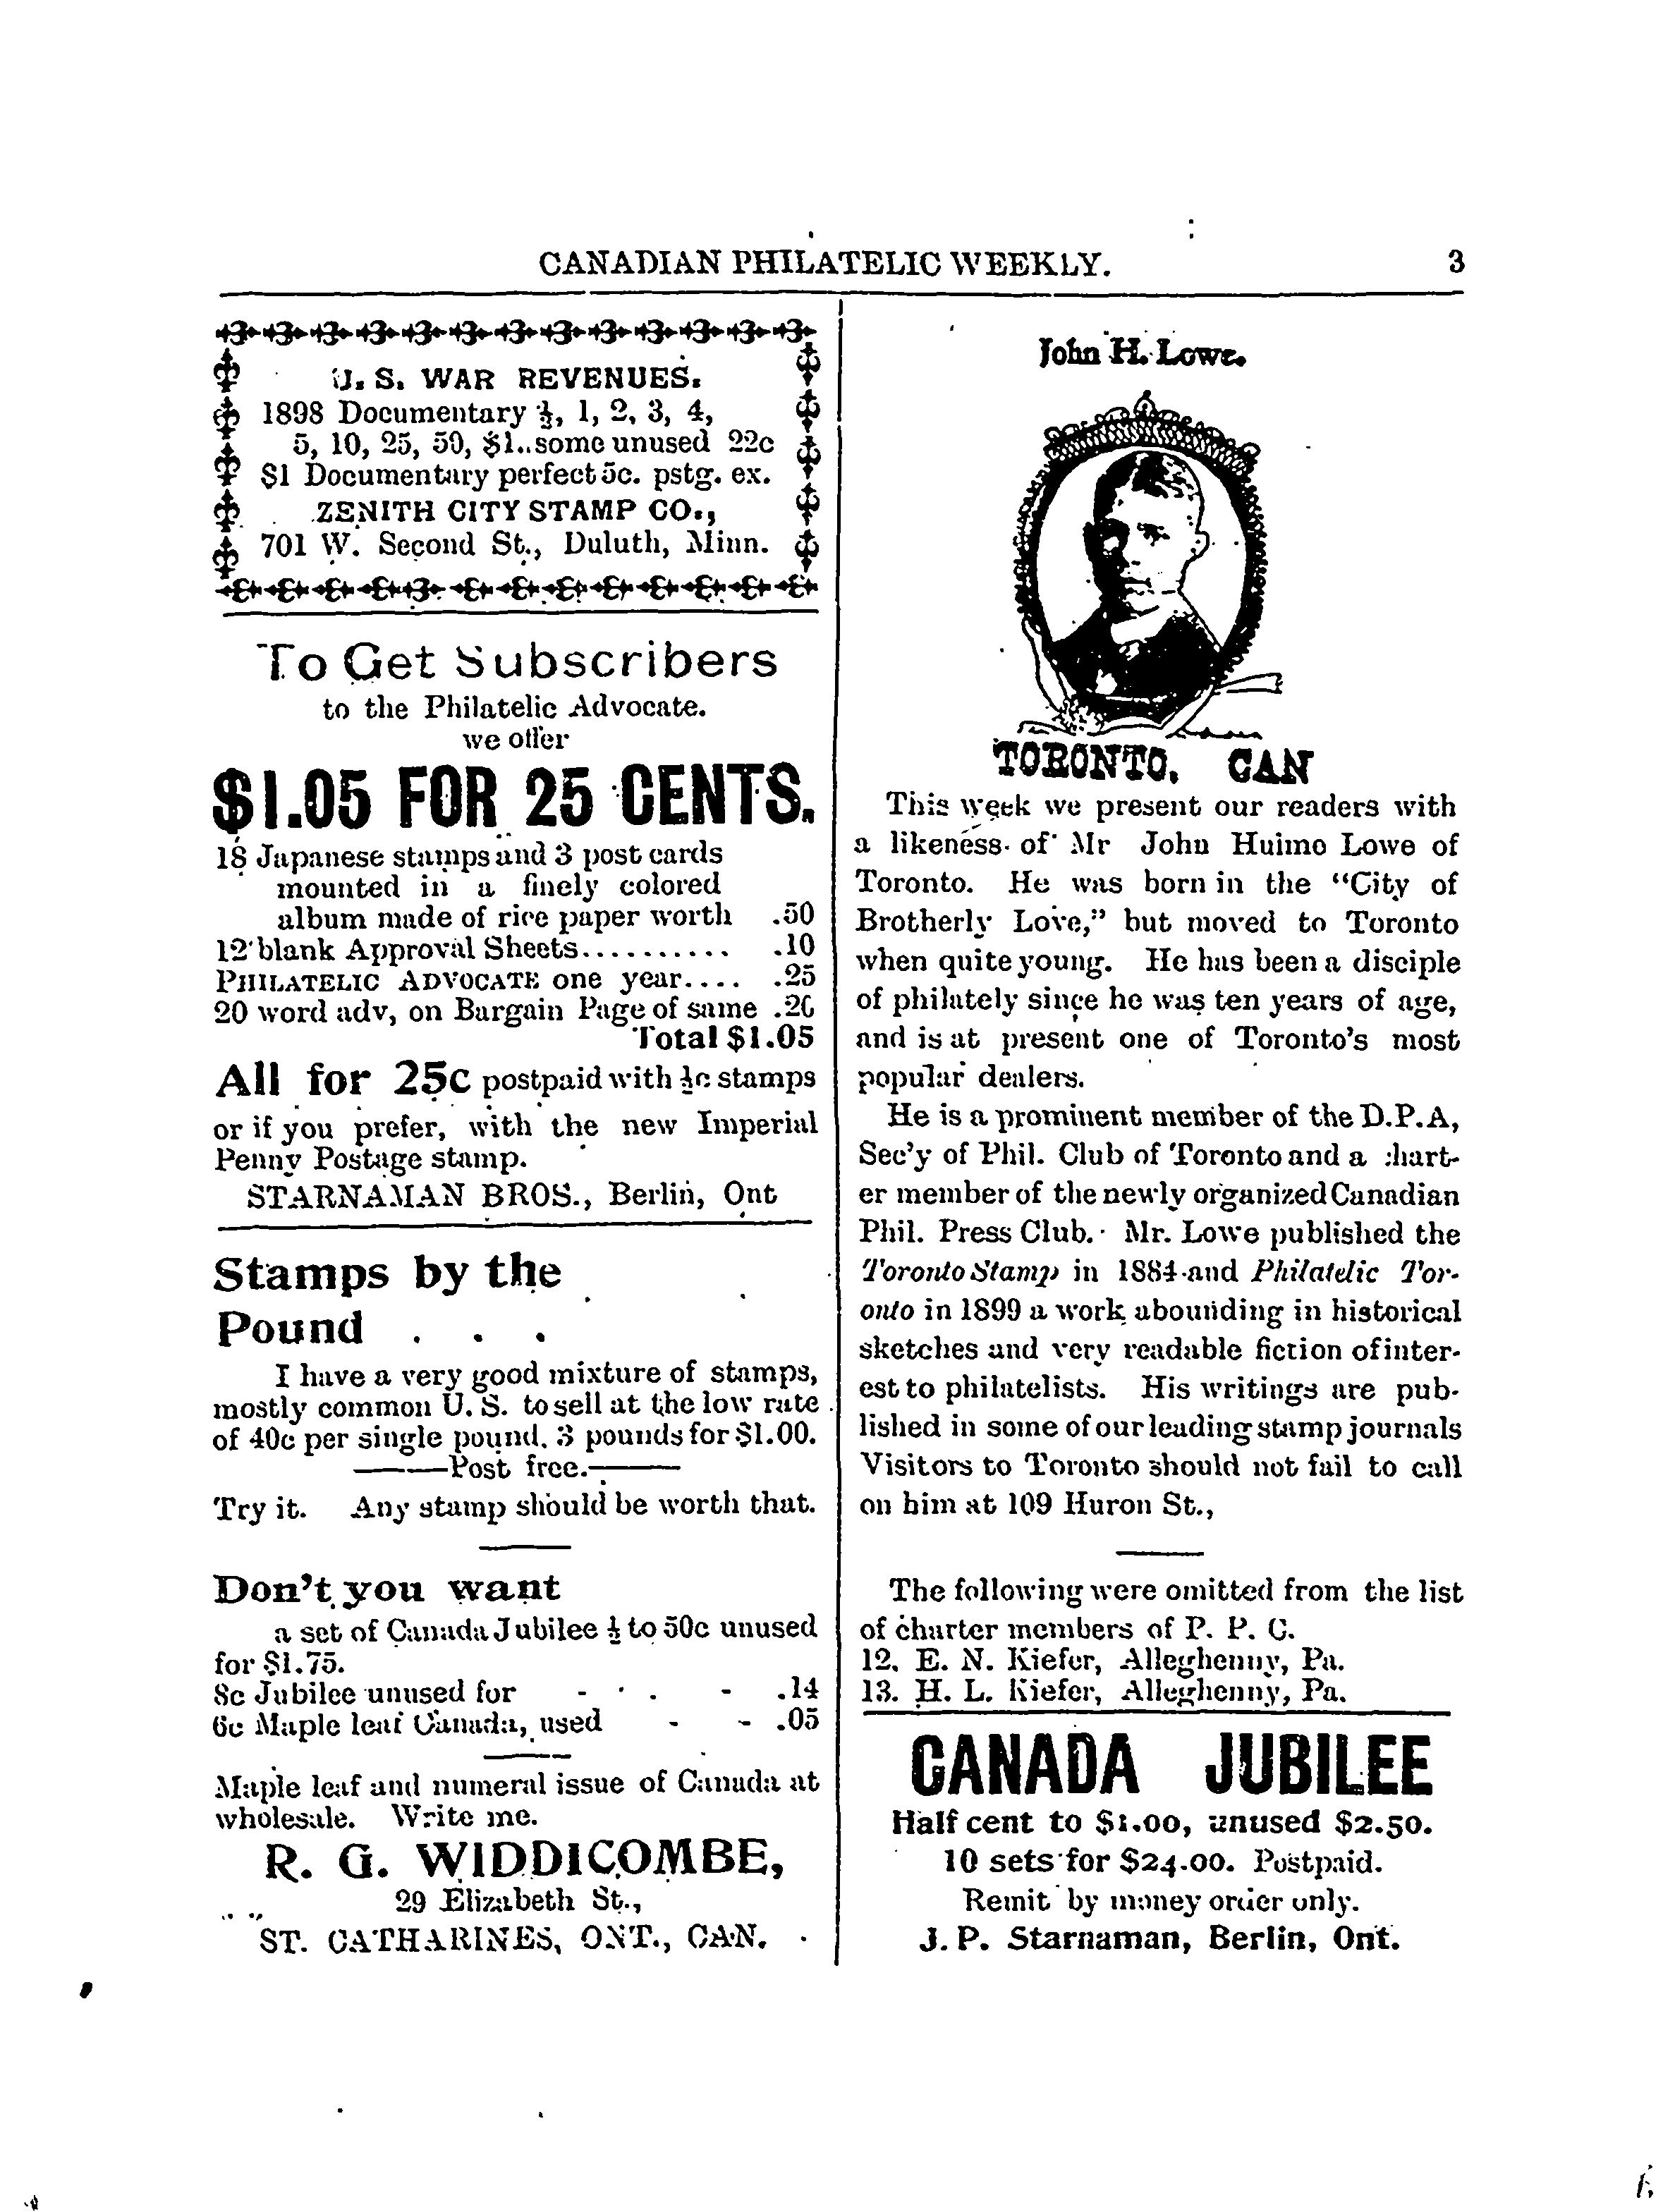 CANADIAN PHILATELIC WEEKLY. 3
U. S. WAR REVENUES.
1898 Documentary ½, 1, 2, 3, 4,
5, 10, 25, 50, $1..some unused 22c
$1 Documentary perfect 5c. pstg. ex.
ZENITH CITY STAMP CO.,
701 W. Second St., Duluth, Minn.
To Get Subscribers
to the Philatelic Advocate.
we offer
$1.05 FOR 25 CENTS.
18 Japanese stamps and 3 post cards
mounted in a finely colored
album made of rice paper worth .50
12 blank Approval Sheets.......... .10
PHILATELIC ADVOCATE one year.... .25
20 word adv, on Bargain Page of same .20
Total $1.05
All for 25c postpaid with ½c stamps
or if you prefer, with the new Imperial
Penny Postage stamp.
STARNAMAN BROS., Berlin, Ont
Stamps by the
Pound . . .
I have a very good mixture of stamps,
mostly common U. S. to sell at the low rate
of 40c per single pound, 3 pounds for $1.00.
———Post free.———
Try it. Any stamp should be worth that.
Don't you want
a set of Canada Jubilee ½ to 50c unused
for $1.75.
8c Jubilee unused for - - - .14
6c Maple leaf Canada, used - - .05
Maple leaf and numeral issue of Canada at
wholesale. Write me.
R. G. WIDDICOMBE,
29 Elizabeth St.,
ST. CATHARINES, ONT., CAN.
John H. Lowe.
TORONTO, CAN
This week we present our readers with
a likeness of Mr John Huimo Lowe of
Toronto. He was born in the "City of
Brotherly Love," but moved to Toronto
when quite young. He has been a disciple
of philately since he was ten years of age,
and is at present one of Toronto's most
popular dealers.
He is a prominent member of the D.P.A,
Sec'y of Phil. Club of Toronto and a chart-
er member of the newly organized Canadian
Phil. Press Club. Mr. Lowe published the
Toronto Stamp in 1884 and Philatelic Tor-
onto in 1899 a work abounding in historical
sketches and very readable fiction of inter-
est to philatelists. His writings are pub-
lished in some of our leading stamp journals
Visitors to Toronto should not fail to call
on him at 109 Huron St.,
The following were omitted from the list
of charter members of P. P. C.
12. E. N. Kiefer, Alleghenny, Pa.
13. H. L. Kiefer, Alleghenny, Pa.
CANADA JUBILEE
Half cent to $1.00, unused $2.50.
10 sets for $24.00. Postpaid.
Remit by money order only.
J. P. Starnaman, Berlin, Ont.